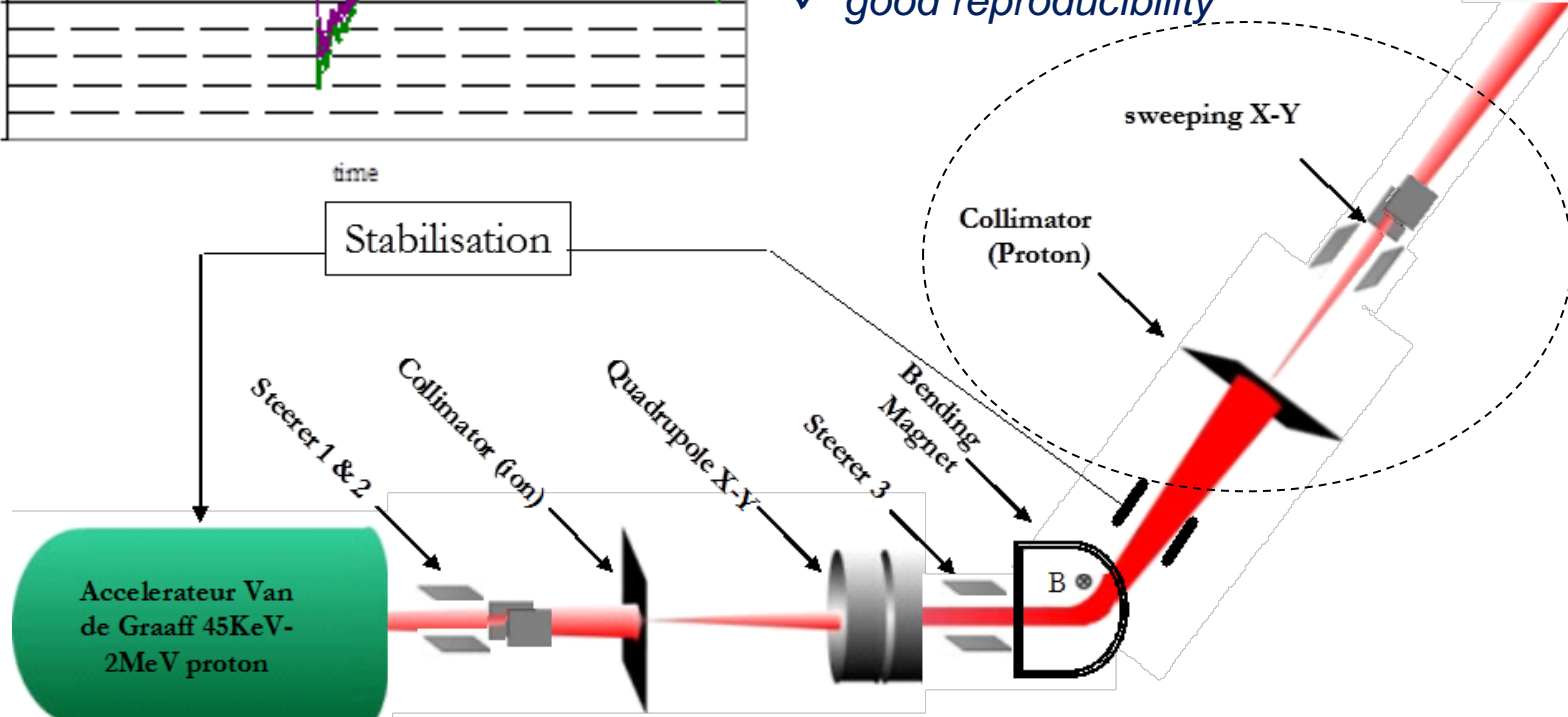 good reproducibility
time
Stabilisation
sweeping X-Y
Collimator
(Proton)
Steerer 1 & 2
Collimator (ion)
Quadrupole X-Y
Steerer 3
Bending
Magnet
B
Accelerateur Van
de Graaff 45KeV-
2MeV proton